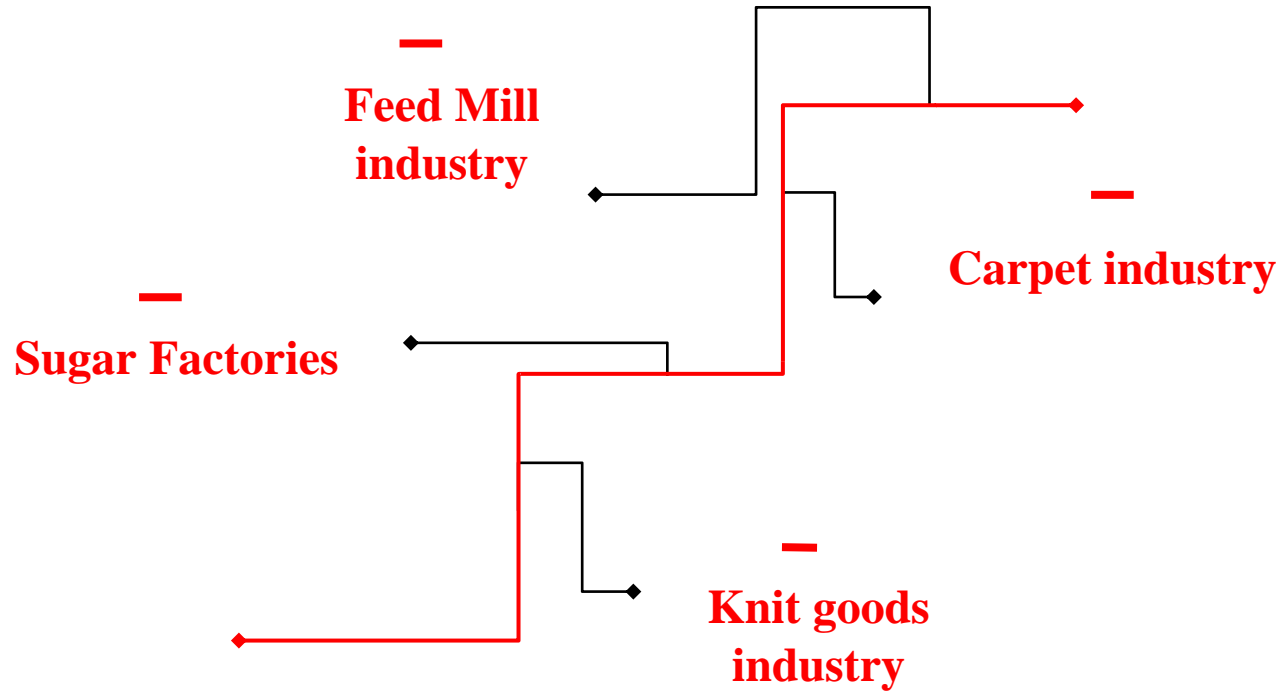 Feed Mill
industry
Carpet industry
Sugar Factories
Knit goods
industry